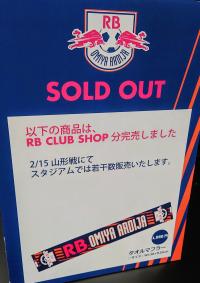 RB
OMIYA ARDIJA
SOLD OUT
以下の商品は、
RB CLUB SHOP 分完売しました
2/15 山形戦にて
スタジアムでは若干数販売いたします。
RB OMIYA ARDIJA
タオルマフラー